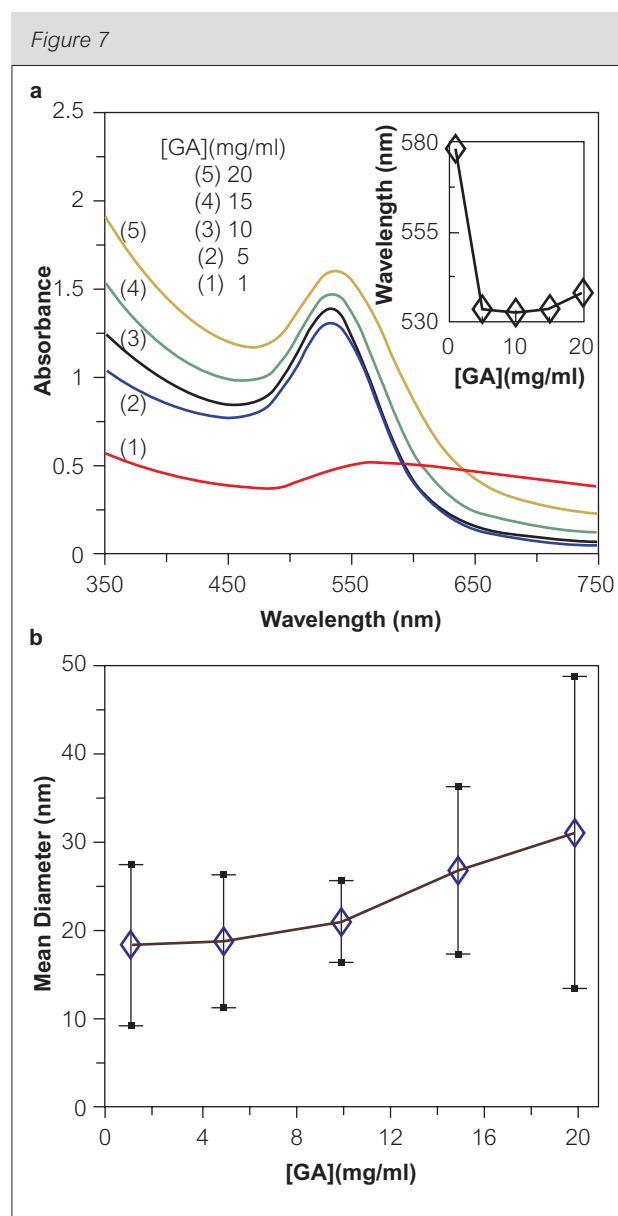 Figure 7
a
2.5
2
1.5
1
0.5
0
Absorbance
[GA](mg/ml)
(5) 20
(4) 15
(3) 10
(2) 5
(1) 1
(5)
(4)
(3)
(2)
(1)
580
555
530
Wavelength (nm)
0 10 20
[GA](mg/ml)
350 450 550 650 750
Wavelength (nm)
b
50
40
30
20
10
0
Mean Diameter (nm)
0 4 8 12 16 20
[GA](mg/ml)